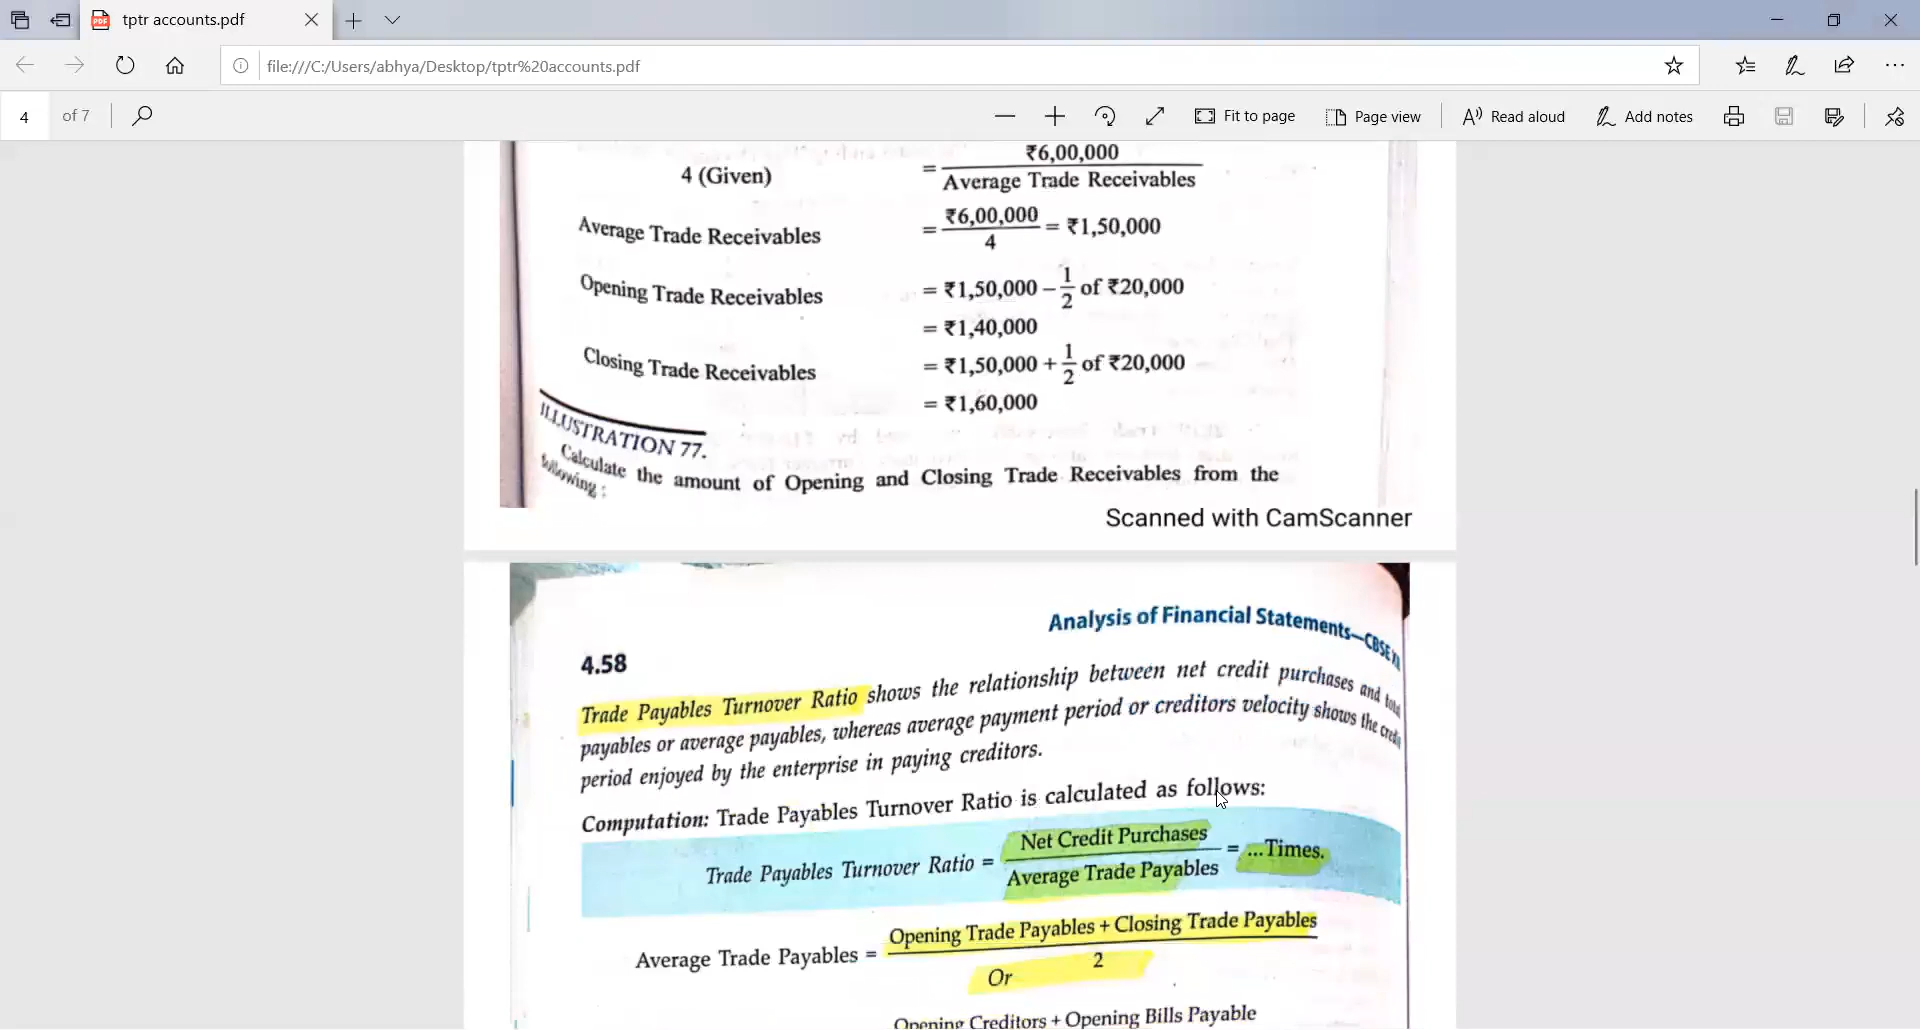 tptr accounts.pdf
file:///C:/Users/abhya/Desktop/tptr%20accounts.pdf
4 of 7
Fit to page Page view Read aloud Add notes
4 (Given) = ₹6,00,000 / Average Trade Receivables
Average Trade Receivables = ₹6,00,000 / 4 = ₹1,50,000
Opening Trade Receivables = ₹1,50,000 – 1/2 of ₹20,000
= ₹1,40,000
Closing Trade Receivables = ₹1,50,000 + 1/2 of ₹20,000
= ₹1,60,000
ILLUSTRATION 77.
Calculate the amount of Opening and Closing Trade Receivables from the
following :
Scanned with CamScanner
Analysis of Financial Statements—CBSE XII
4.58
Trade Payables Turnover Ratio shows the relationship between net credit purchases and total
payables or average payables, whereas average payment period or creditors velocity shows the credit
period enjoyed by the enterprise in paying creditors.
Computation: Trade Payables Turnover Ratio is calculated as follows:
Trade Payables Turnover Ratio = Net Credit Purchases / Average Trade Payables = ...Times.
Average Trade Payables = Opening Trade Payables + Closing Trade Payables / 2
Or
Opening Creditors + Opening Bills Payable